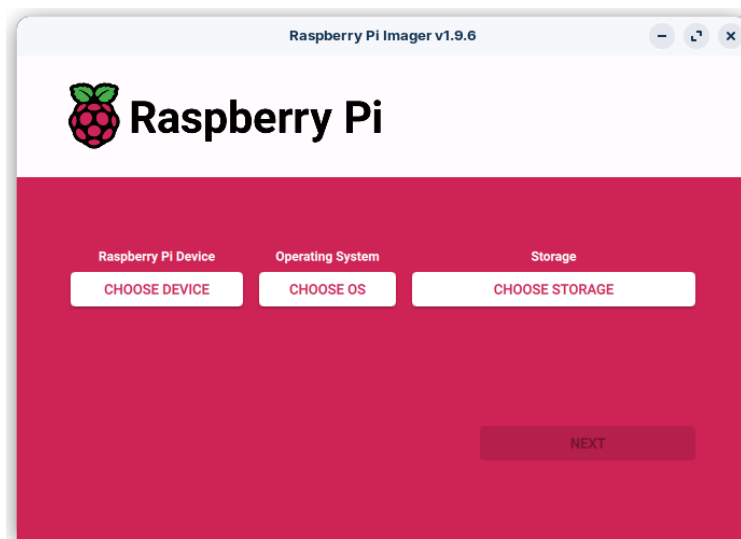 Raspberry Pi Imager v1.9.6
Raspberry Pi
Raspberry Pi Device Operating System Storage
CHOOSE DEVICE CHOOSE OS CHOOSE STORAGE
NEXT